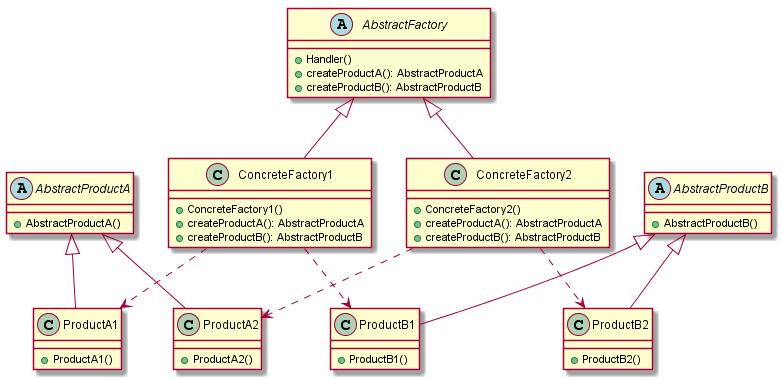 A AbstractFactory
Handler()
createProductA(): AbstractProductA
createProductB(): AbstractProductB
A AbstractProductA
AbstractProductA()
C ConcreteFactory1
ConcreteFactory1()
createProductA(): AbstractProductA
createProductB(): AbstractProductB
C ConcreteFactory2
ConcreteFactory2()
createProductA(): AbstractProductA
createProductB(): AbstractProductB
A AbstractProductB
AbstractProductB()
C ProductA1
ProductA1()
C ProductA2
ProductA2()
C ProductB1
ProductB1()
C ProductB2
ProductB2()